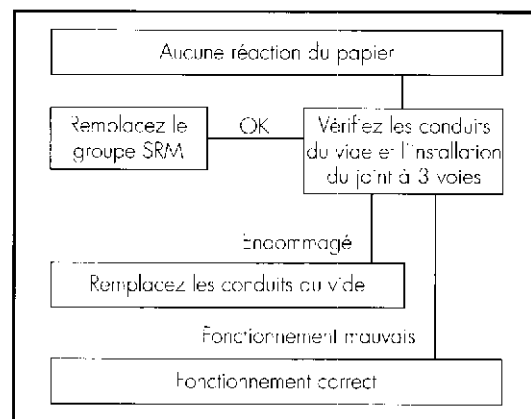 Aucune réaction du papier
Remplacez le
groupe SRM
OK
Vérifiez les conduits
du vide et l'installation
du joint à 3 voies
Endommagé
Remplacez les conduits du vide
Fonctionnement mauvais
Fonctionnement correct